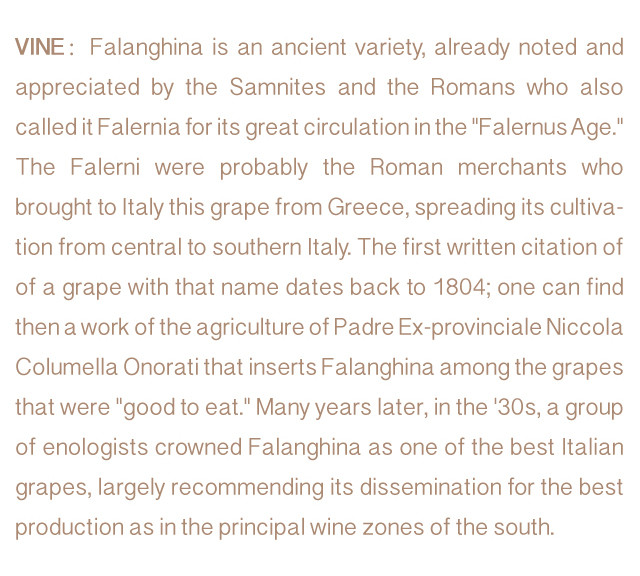 VINE: Falanghina is an ancient variety, already noted and
appreciated by the Samnites and the Romans who also
called it Falernia for its great circulation in the "Falernus Age."
The Falerni were probably the Roman merchants who
brought to Italy this grape from Greece, spreading its cultiva-
tion from central to southern Italy. The first written citation of
of a grape with that name dates back to 1804; one can find
then a work of the agriculture of Padre Ex-provinciale Niccola
Columella Onorati that inserts Falanghina among the grapes
that were "good to eat." Many years later, in the '30s, a group
of enologists crowned Falanghina as one of the best Italian
grapes, largely recommending its dissemination for the best
production as in the principal wine zones of the south.